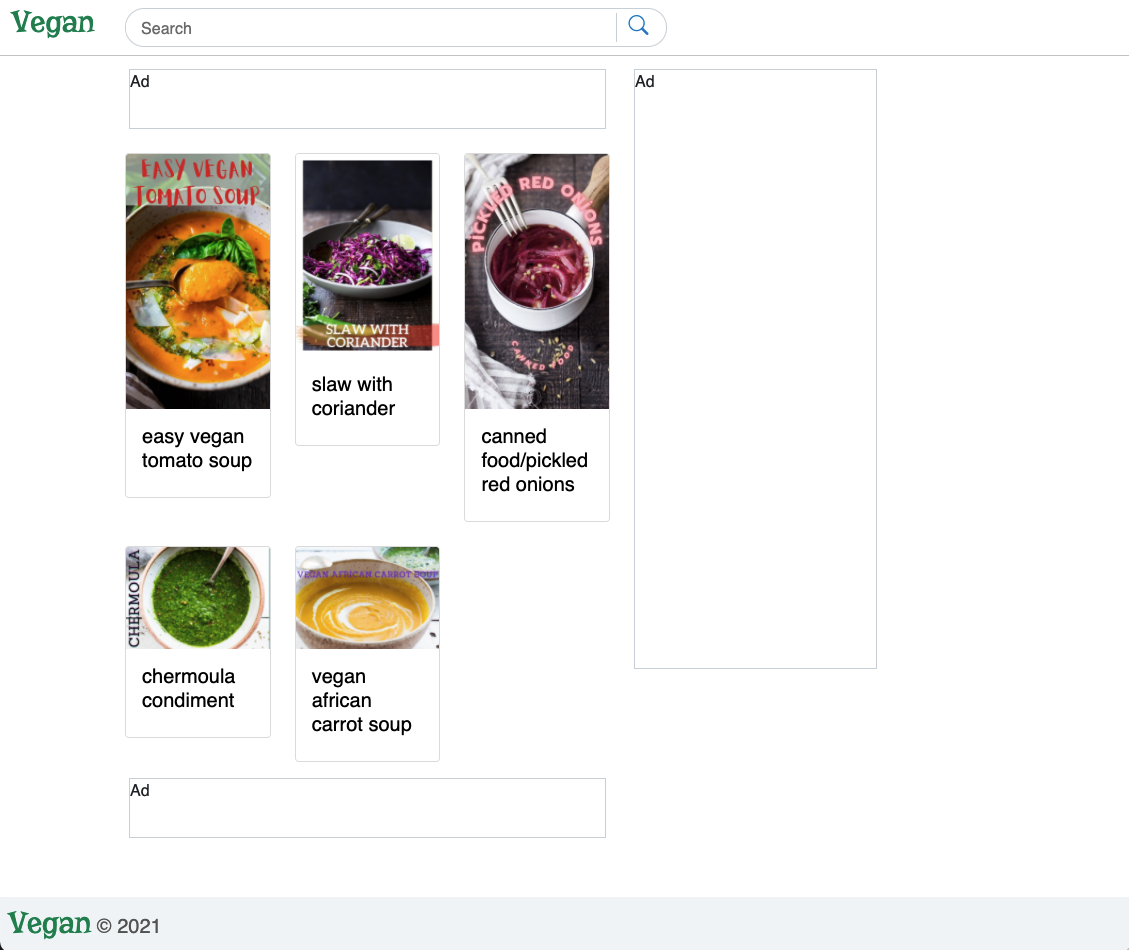 Vegan
Search
Ad
Ad
EASY VEGAN
TOMATO SOUP
SLAW WITH
CORIANDER
PICKLED RED ONIONS
CANNED FOOD
easy vegan
tomato soup
slaw with
coriander
canned
food/pickled
red onions
CHERMOULA
VEGAN AFRICAN CARROT SOUP
chermoula
condiment
vegan
african
carrot soup
Ad
Vegan © 2021